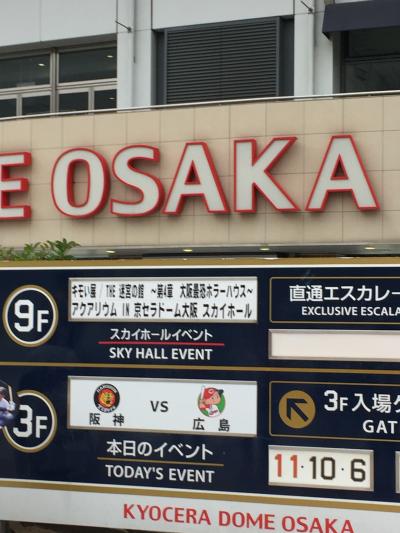 E OSAKA
9F
キモい展 / THE 迷宮の館 ～第4章 大阪最恐ホラーハウス～
アクアリウム IN 京セラドーム大阪 スカイホール
スカイホールイベント
SKY HALL EVENT
直通エスカレー
EXCLUSIVE ESCALA
3F
阪神 VS 広島
本日のイベント
TODAY'S EVENT
3F入場ゲ
GAT
11・10・6
KYOCERA DOME OSAKA